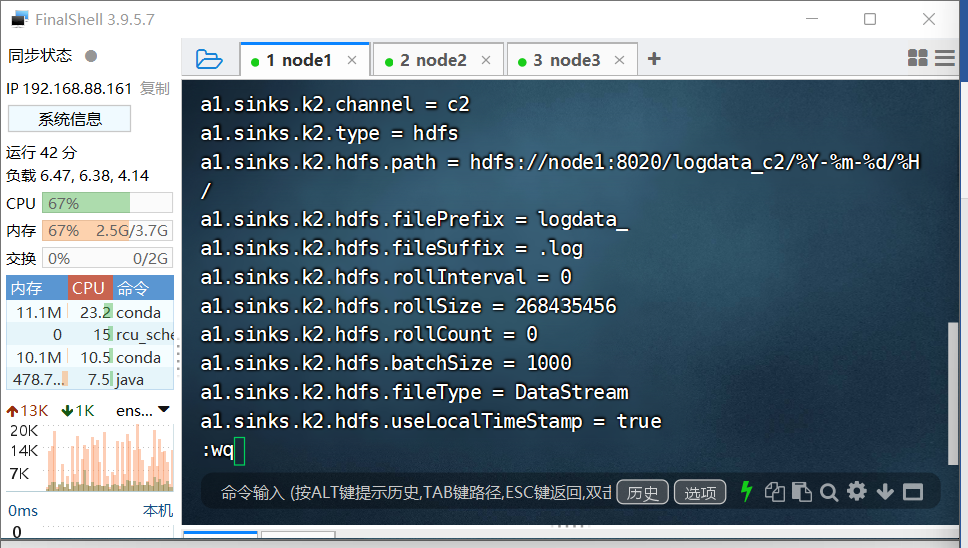 FinalShell 3.9.5.7
同步状态
IP 192.168.88.161 复制
系统信息
运行 42 分
负载 6.47, 6.38, 4.14
CPU 67%
内存 67% 2.5G/3.7G
交换 0% 0/2G
内存 CPU 命令
11.1M 23.2 conda
0 15 rcu_sche
10.1M 10.5 conda
478.7... 7.5 java
13K 1K ens...
20K
14K
7K
0ms 本机
0
1 node1 × 2 node2 × 3 node3 × +
a1.sinks.k2.channel = c2
a1.sinks.k2.type = hdfs
a1.sinks.k2.hdfs.path = hdfs://node1:8020/logdata_c2/%Y-%m-%d/%H
/
a1.sinks.k2.hdfs.filePrefix = logdata_
a1.sinks.k2.hdfs.fileSuffix = .log
a1.sinks.k2.hdfs.rollInterval = 0
a1.sinks.k2.hdfs.rollSize = 268435456
a1.sinks.k2.hdfs.rollCount = 0
a1.sinks.k2.hdfs.batchSize = 1000
a1.sinks.k2.hdfs.fileType = DataStream
a1.sinks.k2.hdfs.useLocalTimeStamp = true
:wq
命令输入 (按ALT键提示历史,TAB键路径,ESC键返回,双击 历史 选项